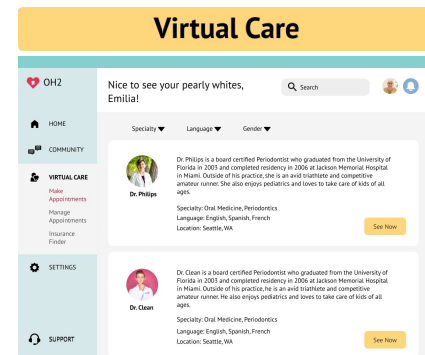 Virtual Care
OH2
Nice to see your pearly whites,
Emilia!
Search
HOME
COMMUNITY
VIRTUAL CARE
Make
Appointments
Manage
Appointments
Insurance
Finder
SETTINGS
SUPPORT
Specialty
Language
Gender
Dr. Philips
Dr. Philips is a board certified Periodontist who graduated from the University of
Florida in 2003 and completed residency in 2006 at Jackson Memorial Hospital
in Miami. Outside of his practice, she is an avid triathlete and competitive
amateur runner. She also enjoys pediatrics and loves to take care of kids of all
ages.
Specialty: Oral Medicine, Periodontics
Language: English, Spanish, French
Location: Seattle, WA
See Now
Dr. Clean
Dr. Clean is a board certified Periodontist who graduated from the University of
Florida in 2003 and completed residency in 2006 at Jackson Memorial Hospital
in Miami. Outside of his practice, he is an avid triathlete and competitive
amateur runner. He also enjoys pediatrics and loves to take care of kids of all
ages.
Specialty: Oral Medicine, Periodontics
Language: English, Spanish, French
Location: Seattle, WA
See Now